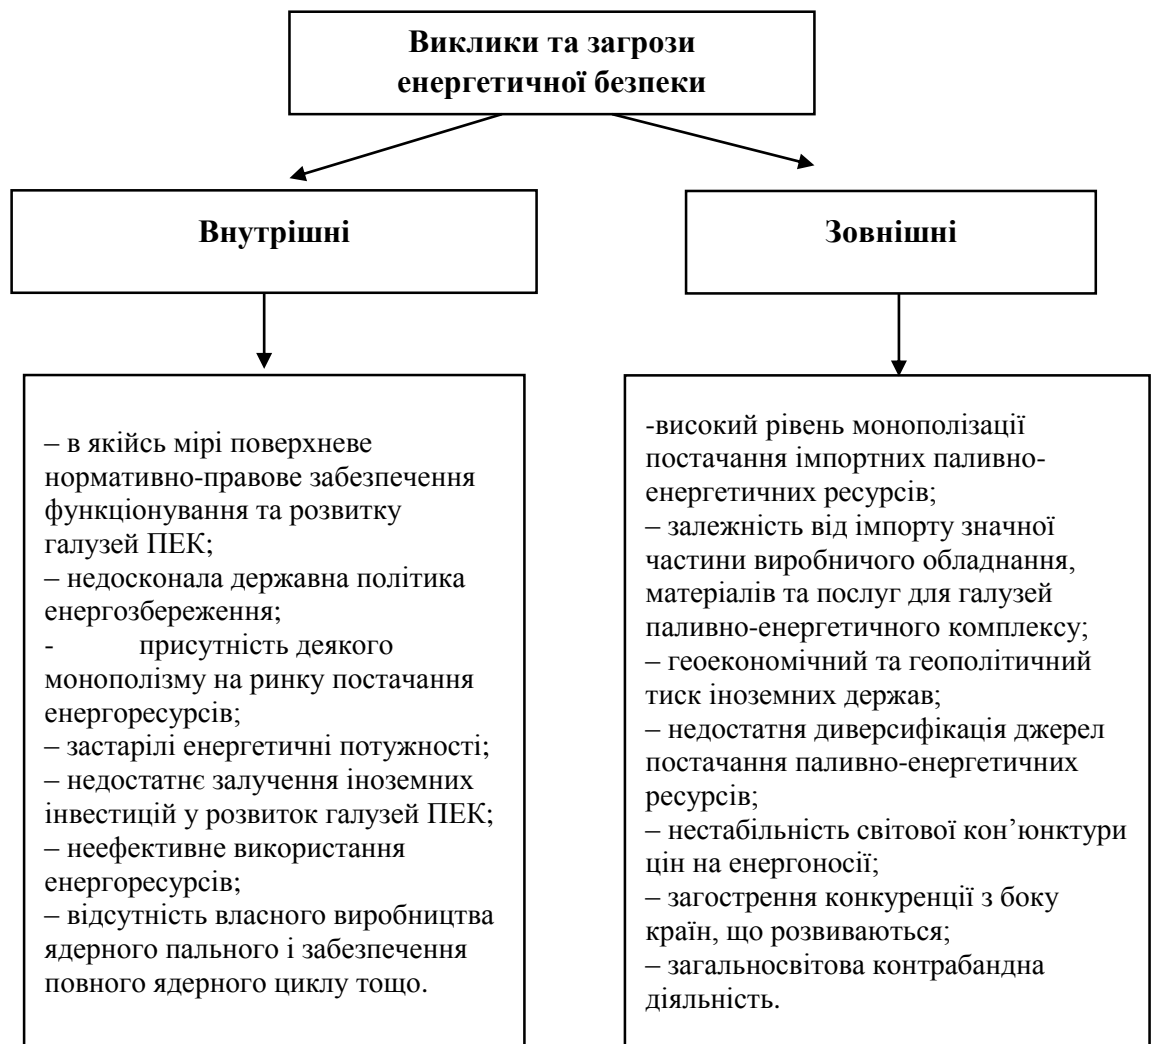 Виклики та загрози
енергетичної безпеки
Внутрішні
Зовнішні
– в якійсь мірі поверхневе
нормативно-правове забезпечення
функціонування та розвитку
галузей ПЕК;
– недосконала державна політика
енергозбереження;
- присутність деякого
монополізму на ринку постачання
енергоресурсів;
– застарілі енергетичні потужності;
– недостатнє залучення іноземних
інвестицій у розвиток галузей ПЕК;
– неефективне використання
енергоресурсів;
– відсутність власного виробництва
ядерного пального і забезпечення
повного ядерного циклу тощо.
-високий рівень монополізації
постачання імпортних паливно-
енергетичних ресурсів;
– залежність від імпорту значної
частини виробничого обладнання,
матеріалів та послуг для галузей
паливно-енергетичного комплексу;
– геоекономічний та геополітичний
тиск іноземних держав;
– недостатня диверсифікація джерел
постачання паливно-енергетичних
ресурсів;
– нестабільність світової кон’юнктури
цін на енергоносії;
– загострення конкуренції з боку
країн, що розвиваються;
– загальносвітова контрабандна
діяльність.